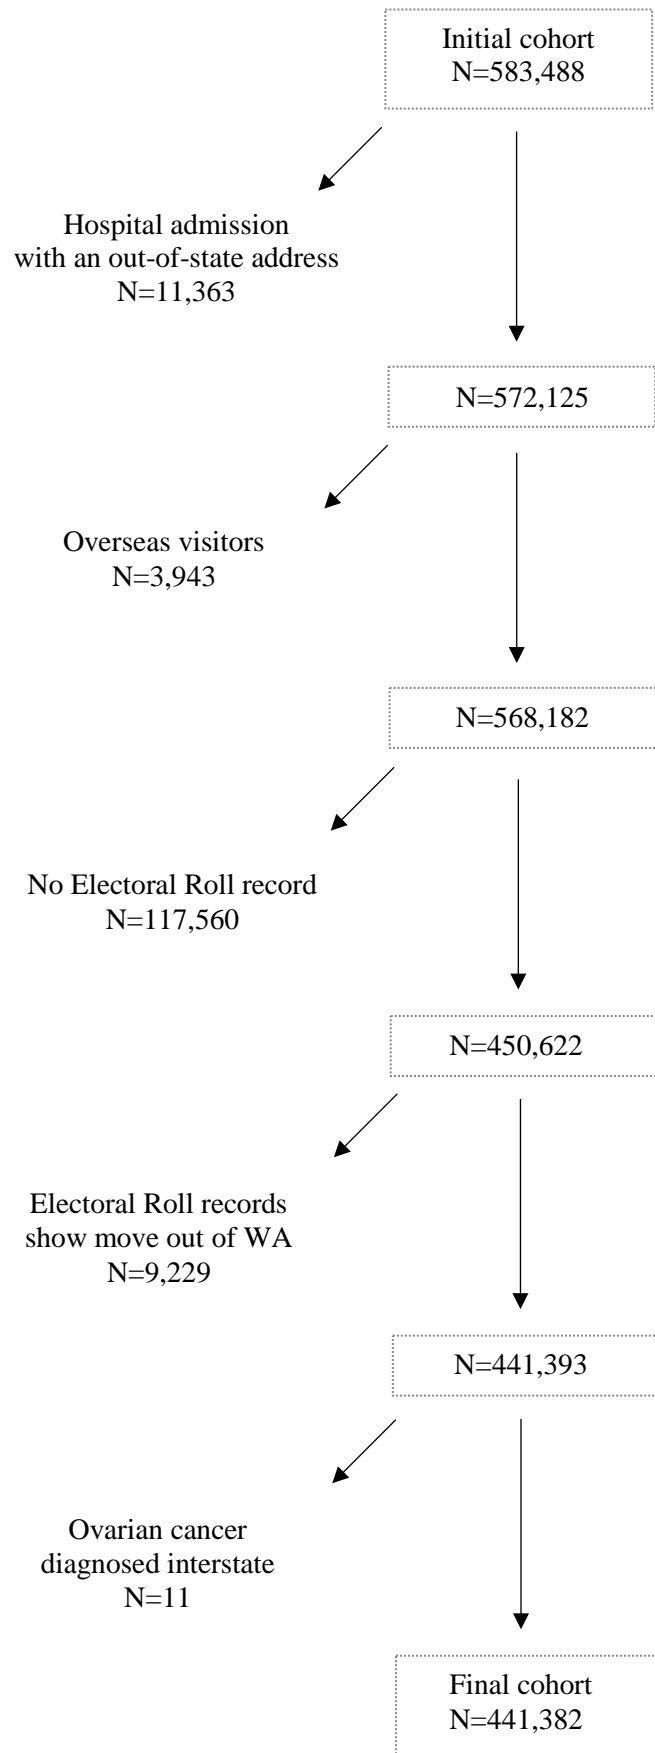 Initial cohort
N=583,488
Hospital admission
with an out-of-state address
N=11,363
N=572,125
Overseas visitors
N=3,943
N=568,182
No Electoral Roll record
N=117,560
N=450,622
Electoral Roll records
show move out of WA
N=9,229
N=441,393
Ovarian cancer
diagnosed interstate
N=11
Final cohort
N=441,382